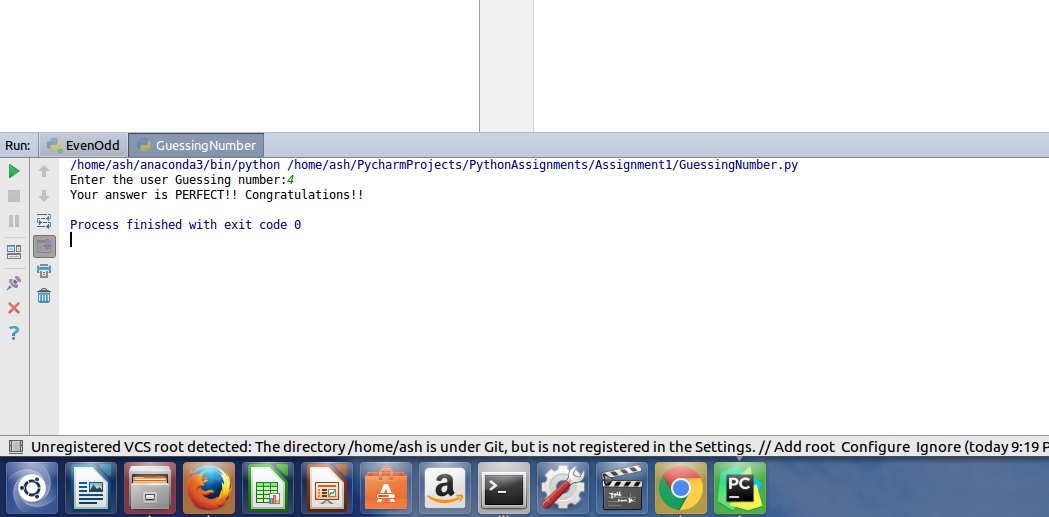 Run: EvenOdd GuessingNumber
/home/ash/anaconda3/bin/python /home/ash/PycharmProjects/PythonAssignments/Assignment1/GuessingNumber.py
Enter the user Guessing number:4
Your answer is PERFECT!! Congratulations!!
Process finished with exit code 0
?
Unregistered VCS root detected: The directory /home/ash is under Git, but is not registered in the Settings. // Add root Configure Ignore (today 9:19 P
a
>_
PC